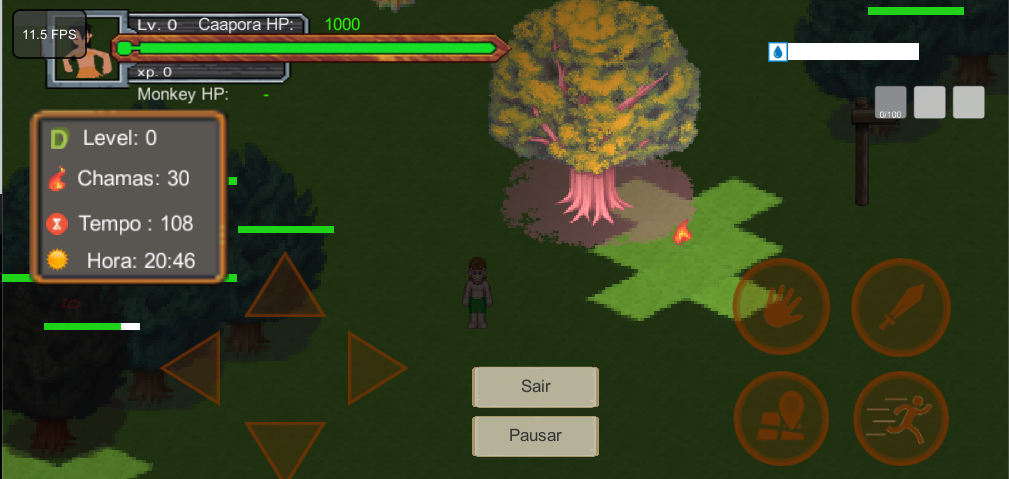 11.5 FPS
Lv. 0 Caapora HP: 1000
xp. 0
Monkey HP: -
D Level: 0
Chamas: 30
Tempo : 108
Hora: 20:46
10
0/100
Sair
Pausar